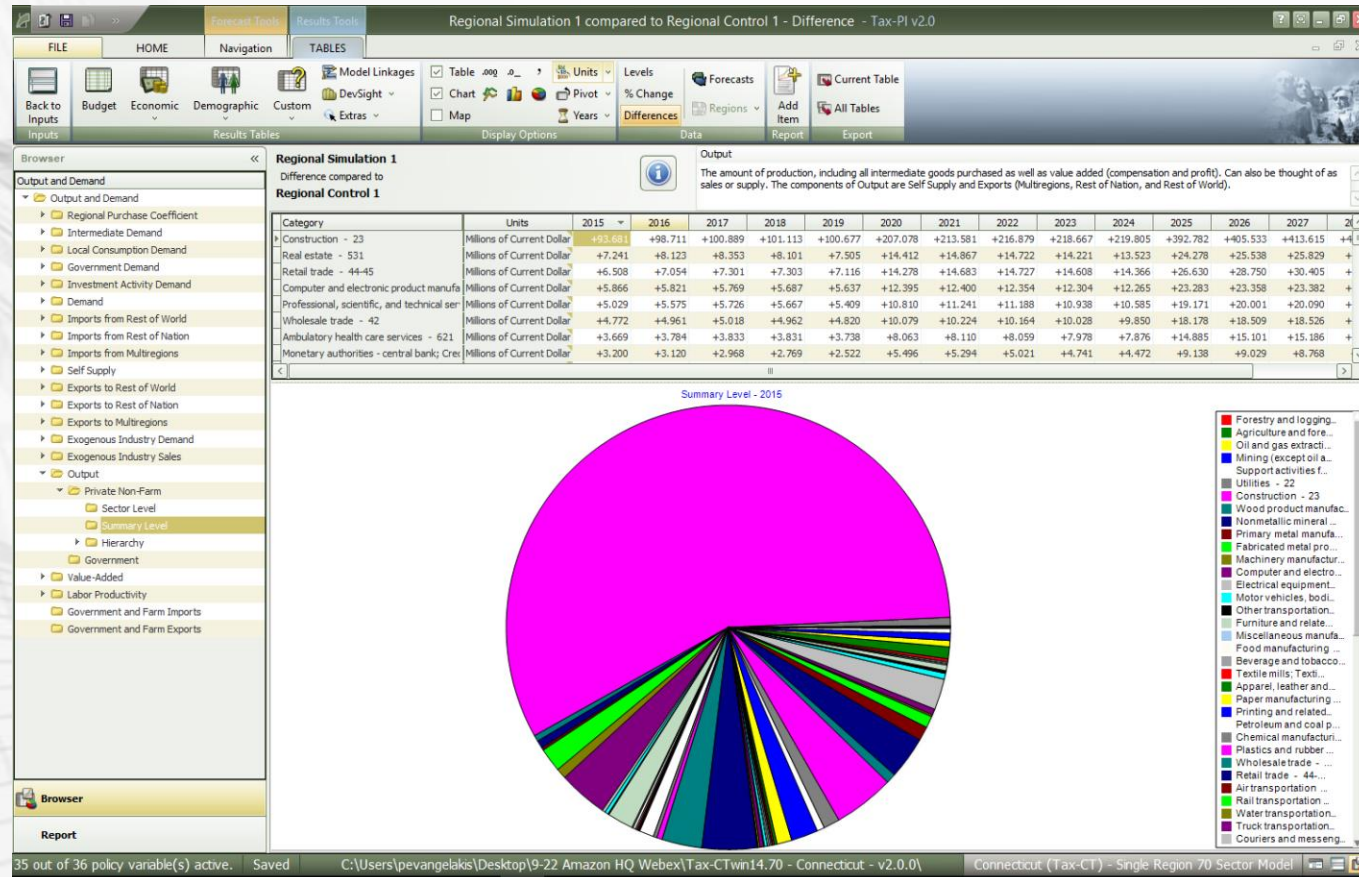 Forecast Tools Results Tools Regional Simulation 1 compared to Regional Control 1 - Difference - Tax-PI v2.0
FILE HOME Navigation TABLES
Back to Inputs
Budget
Economic
Demographic
Custom
Model Linkages
DevSight
Extras
Table
Chart
Map
Units
Pivot
Years
Levels
% Change
Differences
Forecasts
Regions
Add Item
Current Table
All Tables
Inputs Results Tables Display Options Data Report Export
Browser
Output and Demand
Output and Demand
Regional Purchase Coefficient
Intermediate Demand
Local Consumption Demand
Government Demand
Investment Activity Demand
Demand
Imports from Rest of World
Imports from Rest of Nation
Imports from Multiregions
Self Supply
Exports to Rest of World
Exports to Rest of Nation
Exports to Multiregions
Exogenous Industry Demand
Exogenous Industry Sales
Output
Private Non-Farm
Sector Level
Summary Level
Hierarchy
Government
Value-Added
Labor Productivity
Government and Farm Imports
Government and Farm Exports
Browser
Report
Regional Simulation 1
Difference compared to
Regional Control 1
Output
The amount of production, including all intermediate goods purchased as well as value added (compensation and profit). Can also be thought of as
sales or supply. The components of Output are Self Supply and Exports (Multiregions, Rest of Nation, and Rest of World).
Category Units 2015 2016 2017 2018 2019 2020 2021 2022 2023 2024 2025 2026 2027
Construction - 23 Millions of Current Dollar +93.681 +98.711 +100.889 +101.113 +100.677 +207.078 +213.581 +216.879 +218.667 +219.805 +392.782 +405.533 +413.615
Real estate - 531 Millions of Current Dollar +7.241 +8.123 +8.353 +8.101 +7.505 +14.412 +14.867 +14.722 +14.221 +13.523 +24.278 +25.538 +25.829
Retail trade - 44-45 Millions of Current Dollar +6.508 +7.054 +7.301 +7.303 +7.116 +14.278 +14.683 +14.727 +14.608 +14.366 +26.630 +28.750 +30.405
Computer and electronic product manufa Millions of Current Dollar +5.866 +5.821 +5.769 +5.687 +5.637 +12.395 +12.400 +12.354 +12.304 +12.265 +23.283 +23.358 +23.382
Professional, scientific, and technical ser Millions of Current Dollar +5.029 +5.575 +5.726 +5.667 +5.409 +10.810 +11.241 +11.188 +10.938 +10.585 +19.171 +20.001 +20.090
Wholesale trade - 42 Millions of Current Dollar +4.772 +4.961 +5.018 +4.962 +4.820 +10.079 +10.224 +10.164 +10.028 +9.850 +18.178 +18.509 +18.526
Ambulatory health care services - 621 Millions of Current Dollar +3.669 +3.784 +3.833 +3.831 +3.738 +8.063 +8.110 +8.059 +7.978 +7.876 +14.885 +15.101 +15.186
Monetary authorities - central bank; Cre Millions of Current Dollar +3.200 +3.120 +2.968 +2.769 +2.522 +5.496 +5.294 +5.021 +4.741 +4.472 +9.138 +9.029 +8.768
Summary Level - 2015
Forestry and logging...
Agriculture and fore...
Oil and gas extracti...
Mining (except oil a...
Support activities f...
Utilities - 22
Construction - 23
Wood product manufac...
Nonmetallic mineral ...
Primary metal manufa...
Fabricated metal pro...
Machinery manufactur...
Computer and electro...
Electrical equipment...
Motor vehicles, bodi...
Other transportation...
Furniture and relate...
Miscellaneous manufa...
Food manufacturing ...
Beverage and tobacco...
Textile mills; Texti...
Apparel, leather and...
Paper manufacturing ...
Printing and related...
Petroleum and coal p...
Chemical manufacturi...
Plastics and rubber ...
Wholesale trade - ...
Retail trade - 44-...
Air transportation ...
Rail transportation ...
Water transportation...
Truck transportation...
Couriers and messeng...
35 out of 36 policy variable(s) active. Saved C:\Users\pevangelakis\Desktop\9-22 Amazon HQ Webex\Tax-CTwin14.70 - Connecticut - v2.0.0\ Connecticut (Tax-CT) - Single Region 70 Sector Model